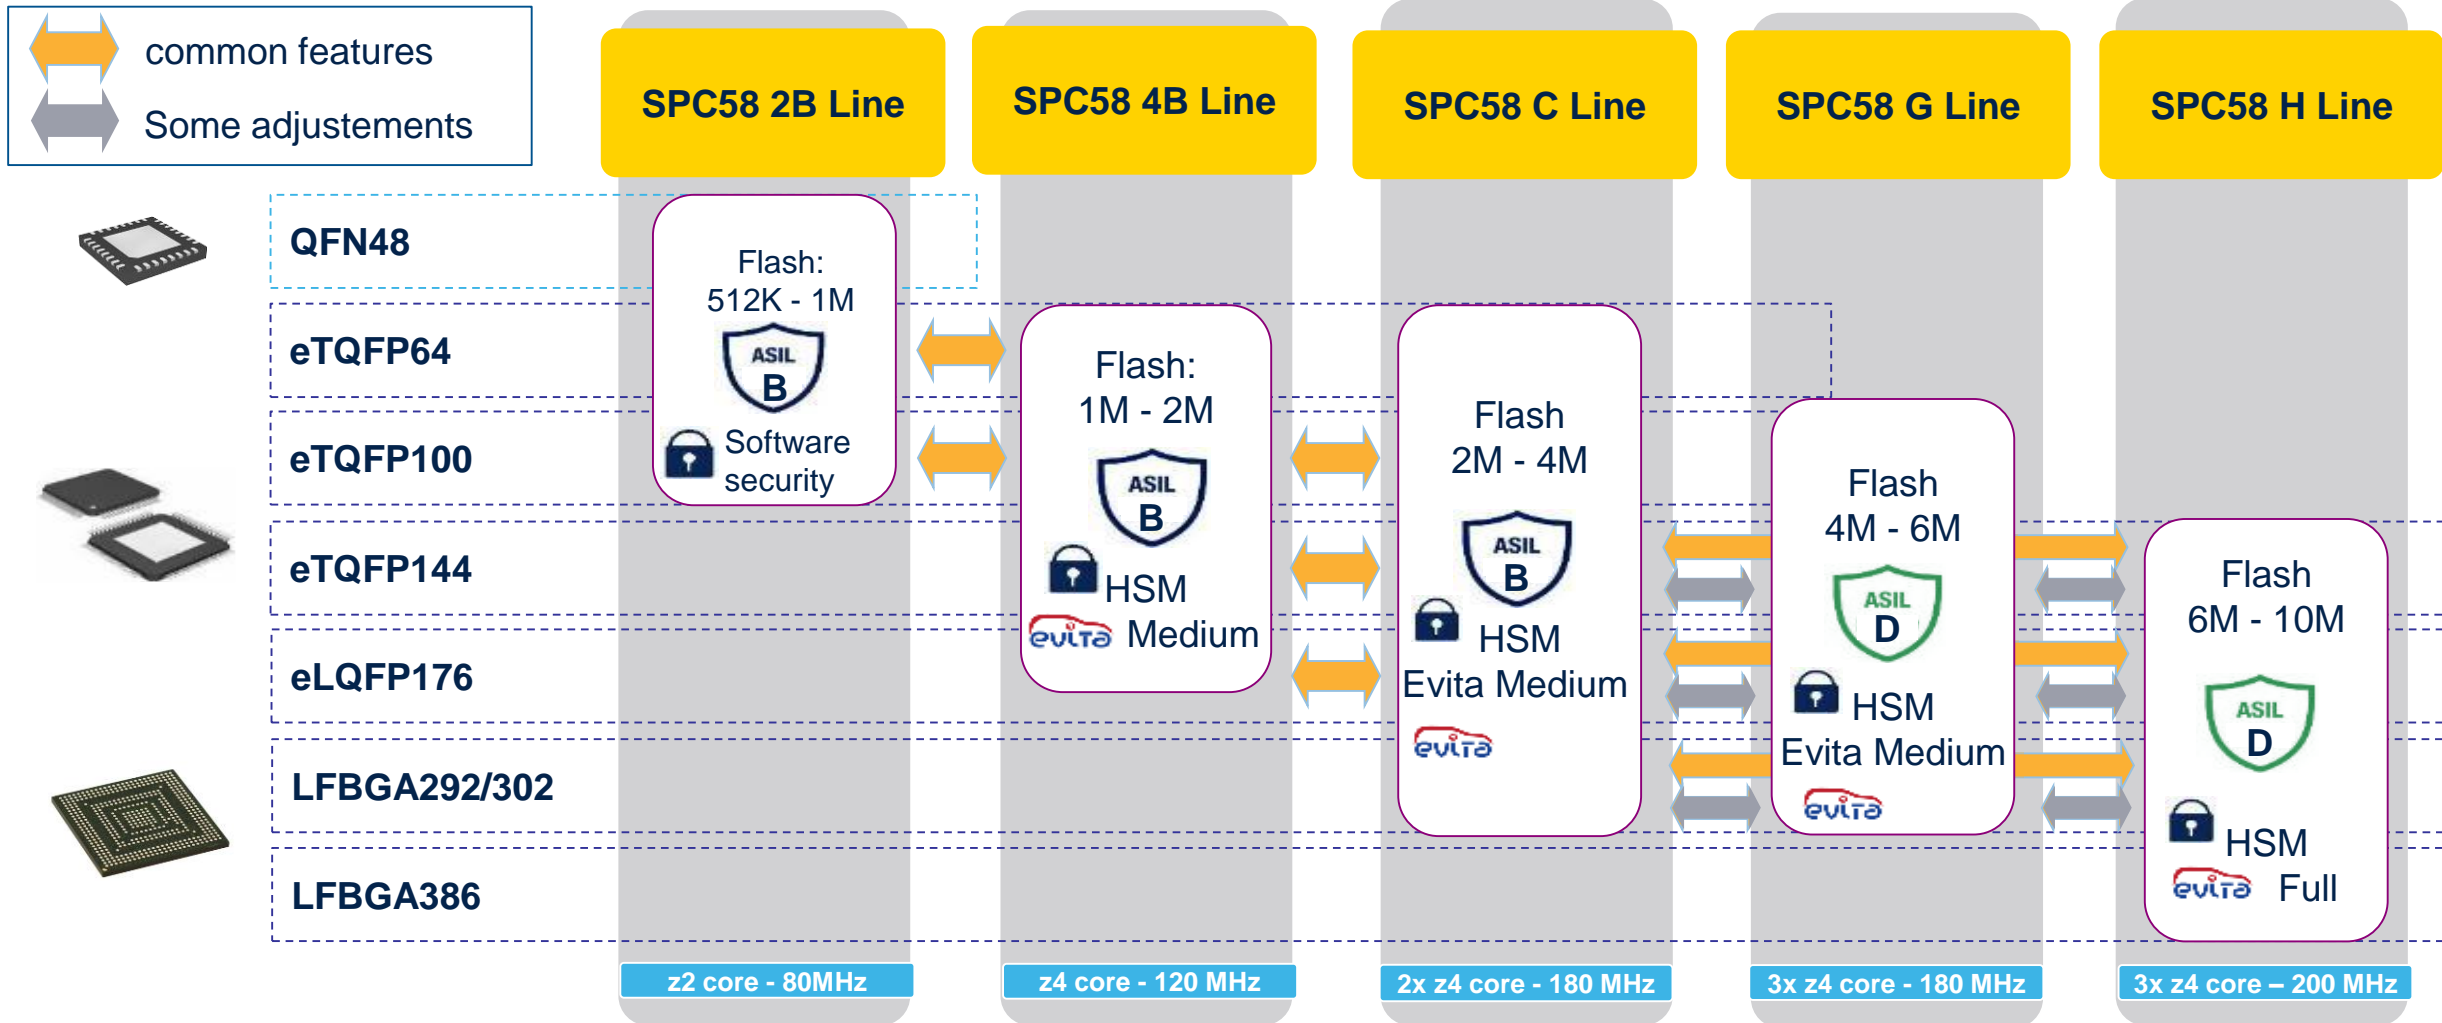 common features
Some adjustements
SPC58 2B Line
SPC58 4B Line
SPC58 C Line
SPC58 G Line
SPC58 H Line
QFN48
eTQFP64
eTQFP100
eTQFP144
eLQFP176
LFBGA292/302
LFBGA386
Flash:
512K - 1M
ASIL
B
Software
security
Flash:
1M - 2M
ASIL
B
HSM
evita Medium
Flash
2M - 4M
ASIL
B
HSM
Evita Medium
evita
Flash
4M - 6M
ASIL
D
HSM
Evita Medium
evita
Flash
6M - 10M
ASIL
D
HSM
evita Full
z2 core - 80MHz
z4 core - 120 MHz
2x z4 core - 180 MHz
3x z4 core - 180 MHz
3x z4 core – 200 MHz